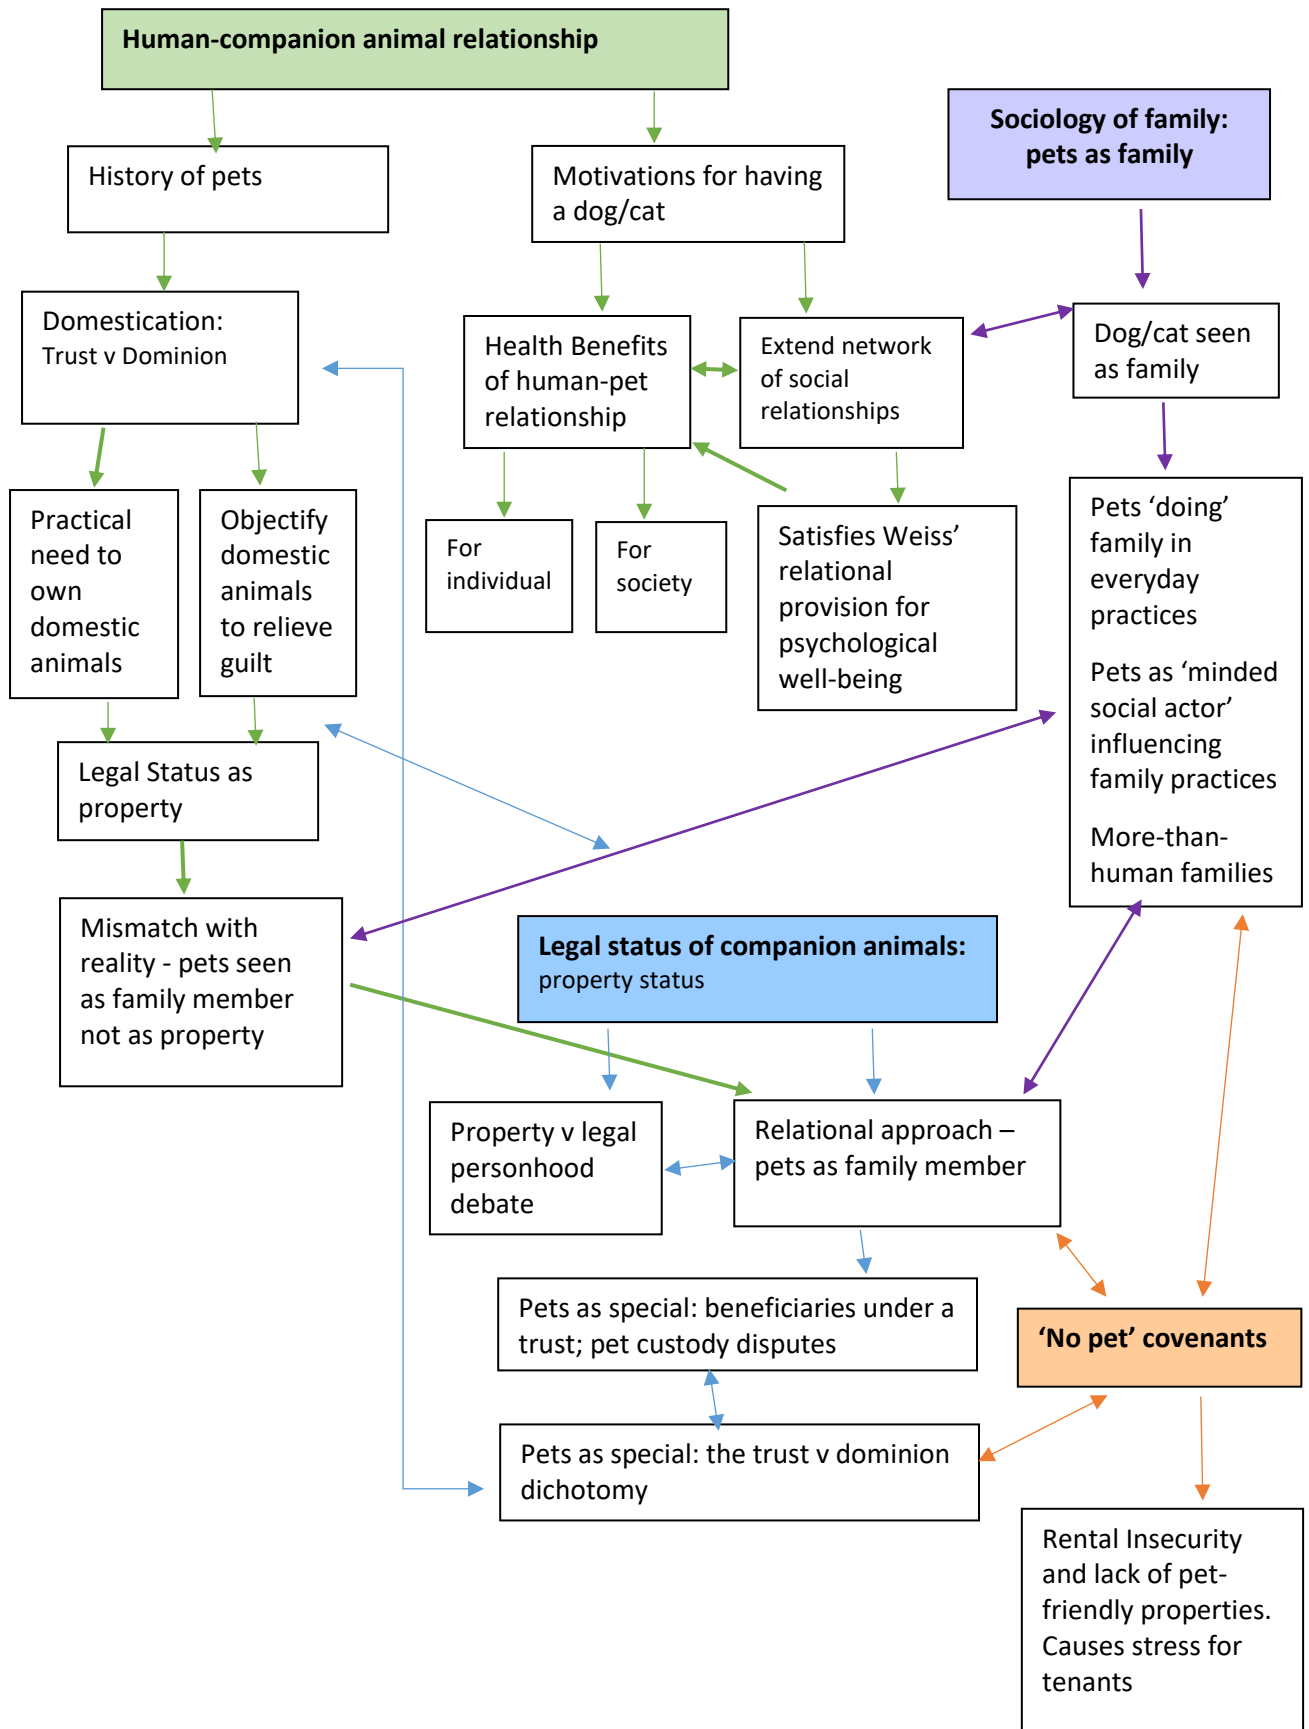 Human-companion animal relationship
Sociology of family:
pets as family
History of pets
Motivations for having
a dog/cat
Domestication:
Trust v Dominion
Health Benefits
of human-pet
relationship
Extend network
of social
relationships
Dog/cat seen
as family
Practical
need to
own
domestic
animals
Objectify
domestic
animals
to relieve
guilt
For
individual
For
society
Satisfies Weiss’
relational
provision for
psychological
well-being
Pets ‘doing’
family in
everyday
practices
Pets as ‘minded
social actor’
influencing
family practices
More-than-
human families
Legal Status as
property
Mismatch with
reality - pets seen
as family member
not as property
Legal status of companion animals:
property status
Property v legal
personhood
debate
Relational approach –
pets as family member
Pets as special: beneficiaries under a
trust; pet custody disputes
‘No pet’ covenants
Pets as special: the trust v dominion
dichotomy
Rental Insecurity
and lack of pet-
friendly properties.
Causes stress for
tenants